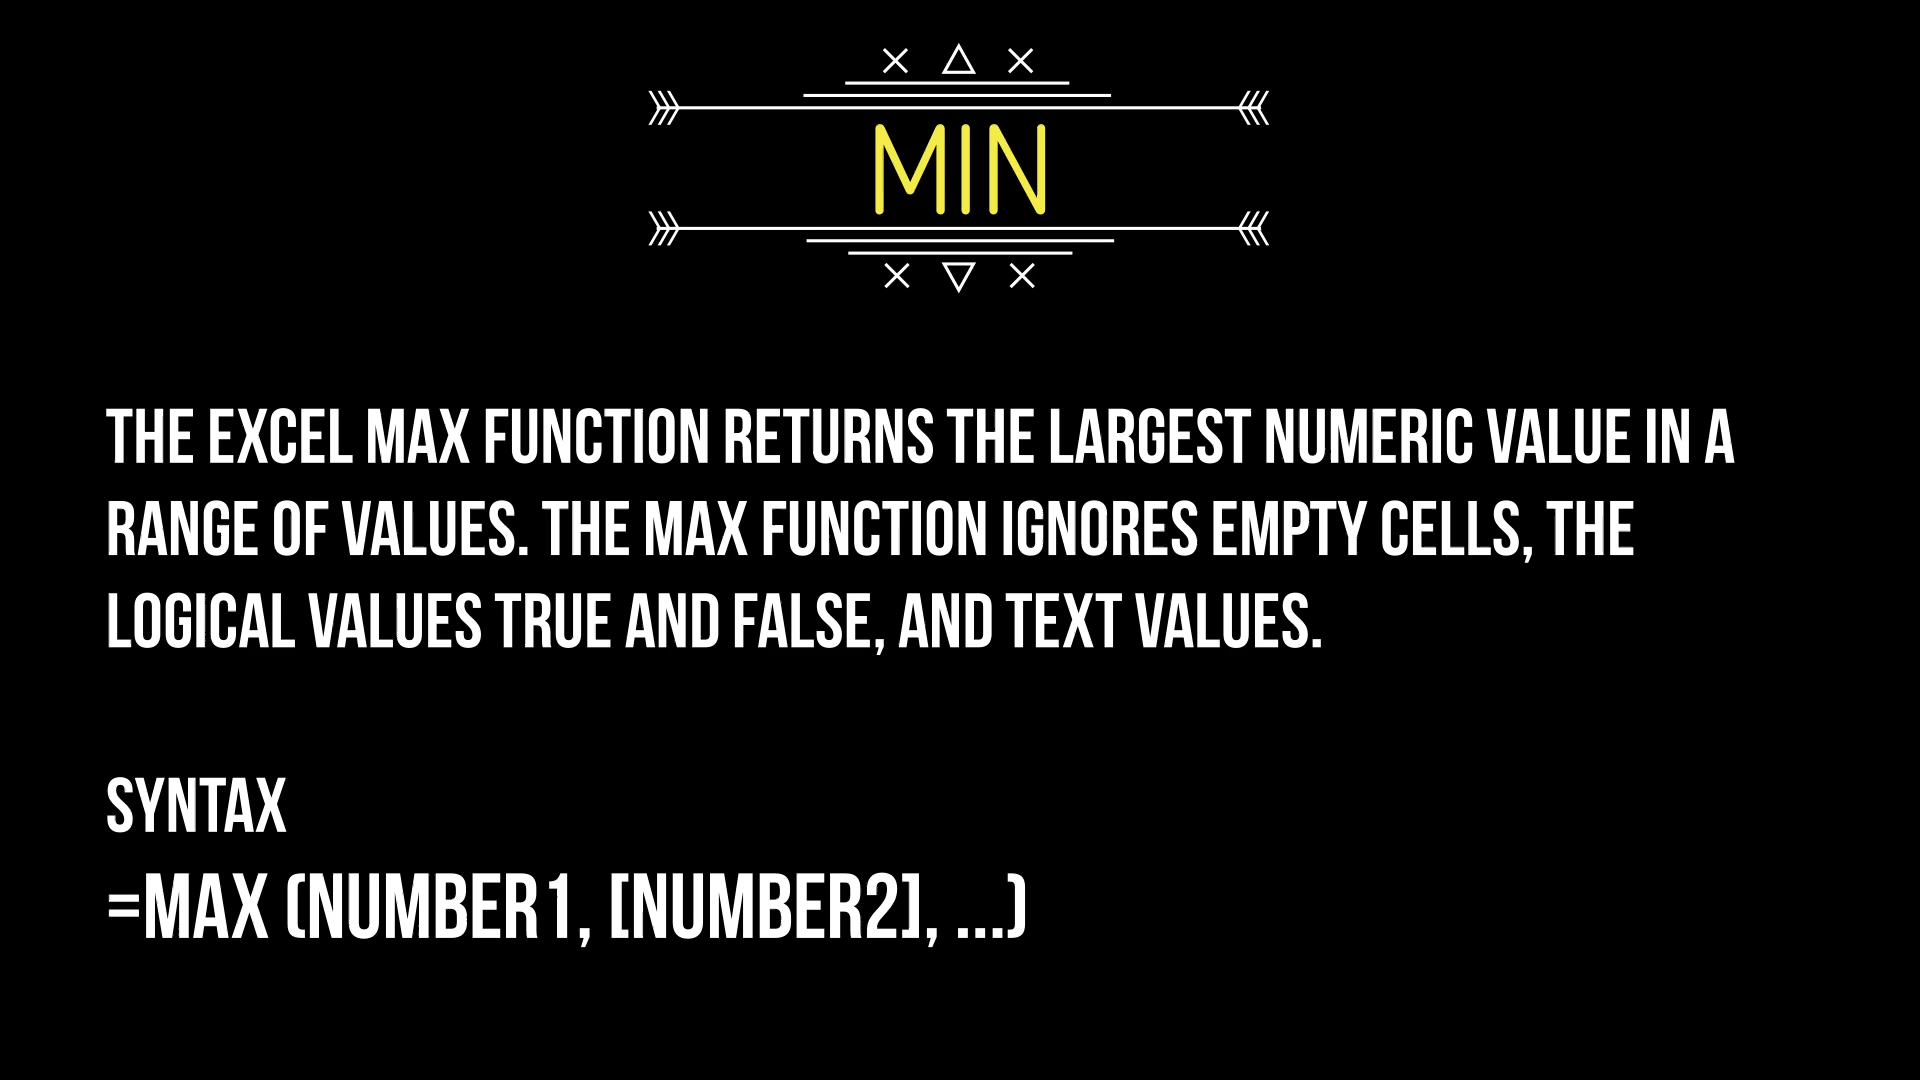 MIN
THE EXCEL MAX FUNCTION RETURNS THE LARGEST NUMERIC VALUE IN A
RANGE OF VALUES. THE MAX FUNCTION IGNORES EMPTY CELLS, THE
LOGICAL VALUES TRUE AND FALSE, AND TEXT VALUES.
SYNTAX
=MAX (NUMBER1, [NUMBER2], ...)